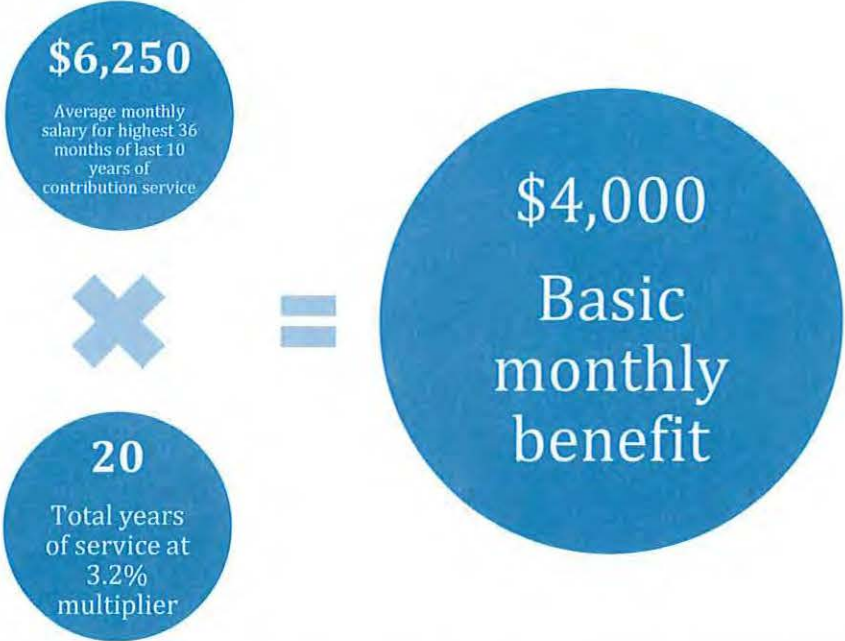 $6,250
Average monthly
salary for highest 36
months of last 10
years of
contribution service
20
Total years
of service at
3.2%
multiplier
$4,000
Basic
monthly
benefit